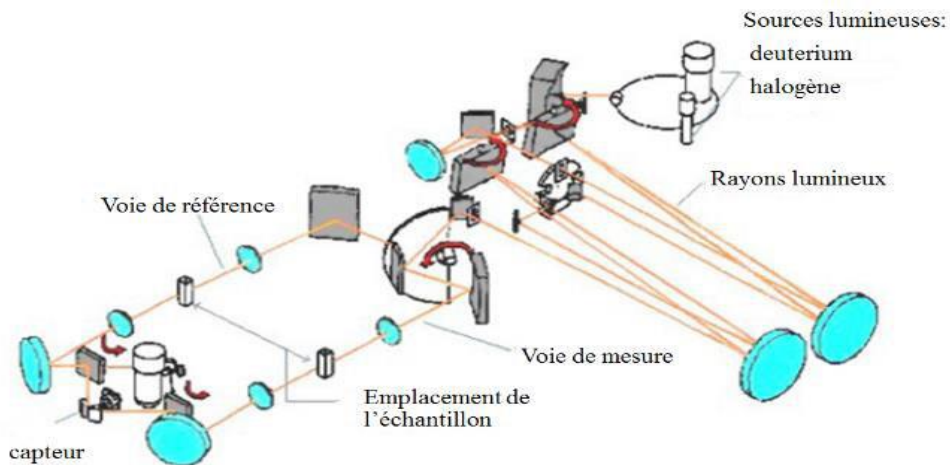 Sources lumineuses:
deuterium
halogène
Rayons lumineux
Voie de référence
Voie de mesure
Emplacement de
l’échantillon
capteur